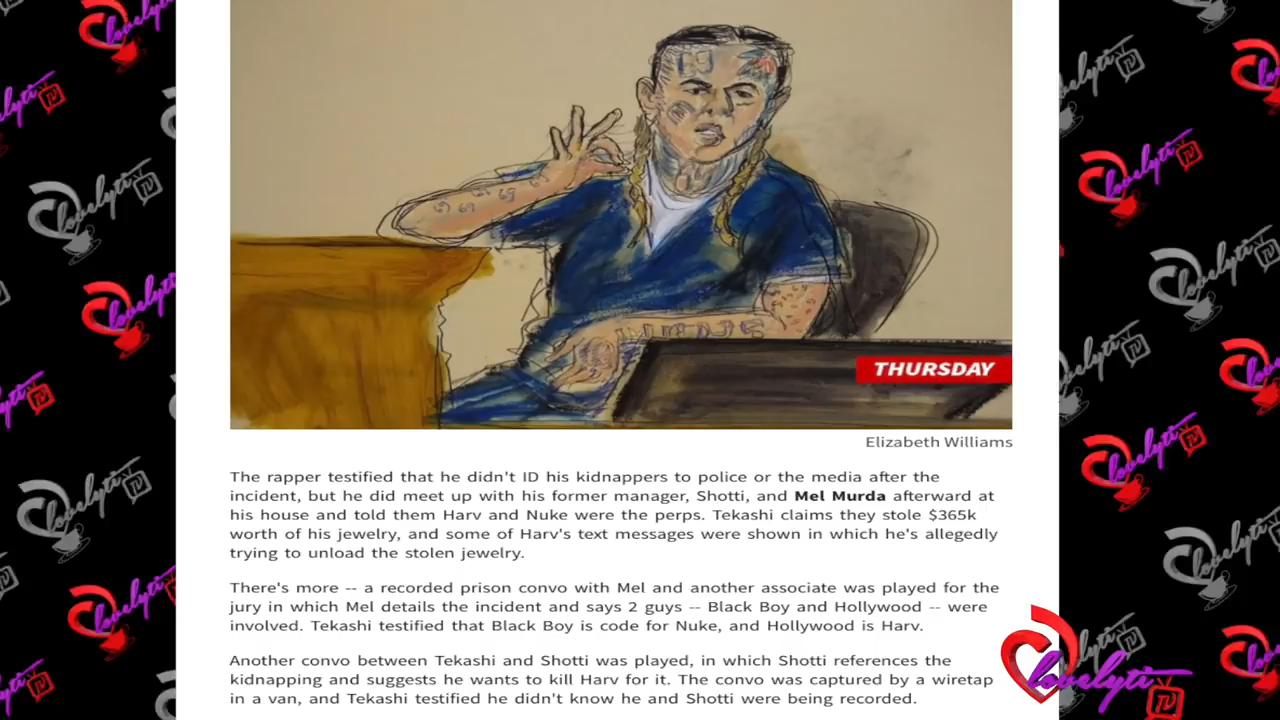 THURSDAY
Elizabeth Williams
The rapper testified that he didn't ID his kidnappers to police or the media after the
incident, but he did meet up with his former manager, Shotti, and Mel Murda afterward at
his house and told them Harv and Nuke were the perps. Tekashi claims they stole $365k
worth of his jewelry, and some of Harv's text messages were shown in which he's allegedly
trying to unload the stolen jewelry.
There's more -- a recorded prison convo with Mel and another associate was played for the
jury in which Mel details the incident and says 2 guys -- Black Boy and Hollywood -- were
involved. Tekashi testified that Black Boy is code for Nuke, and Hollywood is Harv.
Another convo between Tekashi and Shotti was played, in which Shotti references the
kidnapping and suggests he wants to kill Harv for it. The convo was captured by a wiretap
in a van, and Tekashi testified he didn't know he and Shotti were being recorded.
lovelyti TV